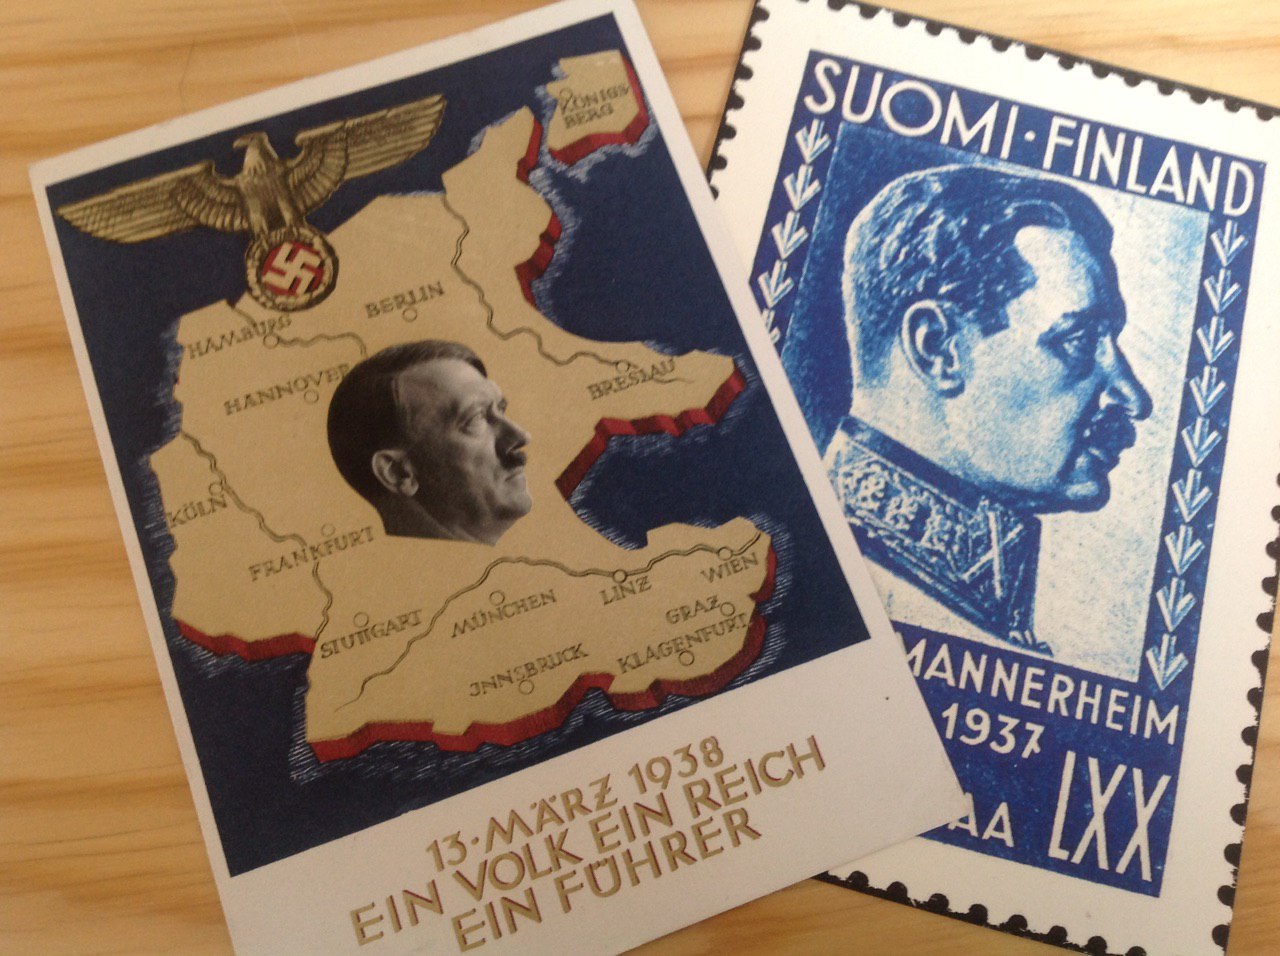 KÖNIGS-
BERG
HAMBURG
BERLIN
HANNOVER
BRESLAU
KÖLN
FRANKFURT
STUTTGART
MÜNCHEN
LINZ
WIEN
GRAZ
JNNSBRUCK
KLAGENFURT
13·MÄRZ 1938
EIN VOLK EIN REICH
EIN FÜHRER
SUOMI·FINLAND
MANNERHEIM
1937
LXX